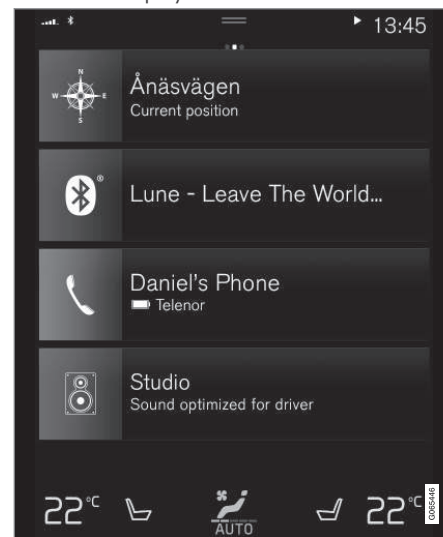 13:45
N
W E
S
Ånäsvägen
Current position
®
Lune - Leave The World...
Daniel's Phone
Telenor
Studio
Sound optimized for driver
22°C
AUTO
22°C
G065446